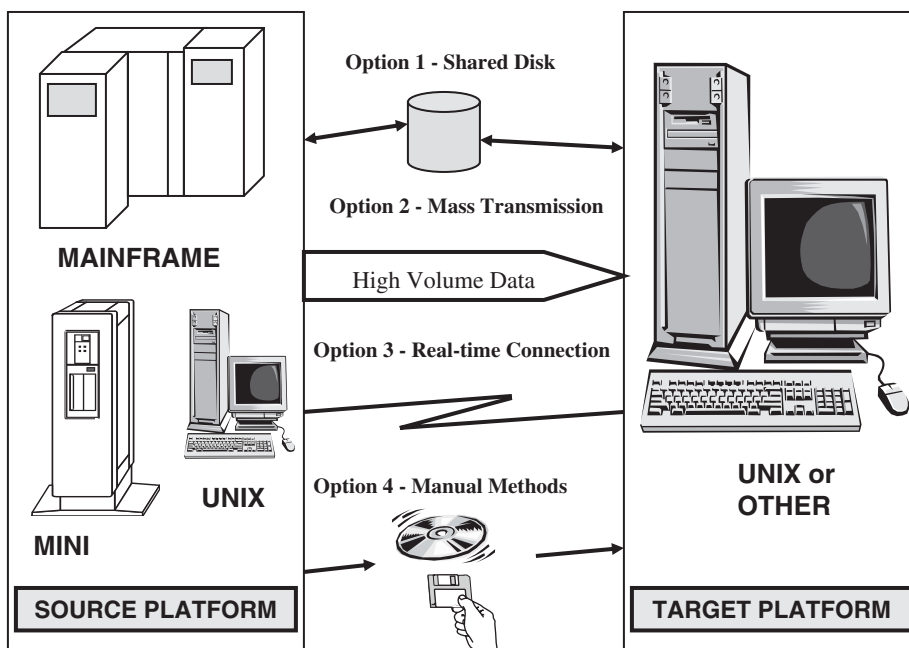 Option 1 - Shared Disk
Option 2 - Mass Transmission
MAINFRAME
High Volume Data
Option 3 - Real-time Connection
Option 4 - Manual Methods
UNIX
MINI
UNIX or
OTHER
SOURCE PLATFORM
TARGET PLATFORM